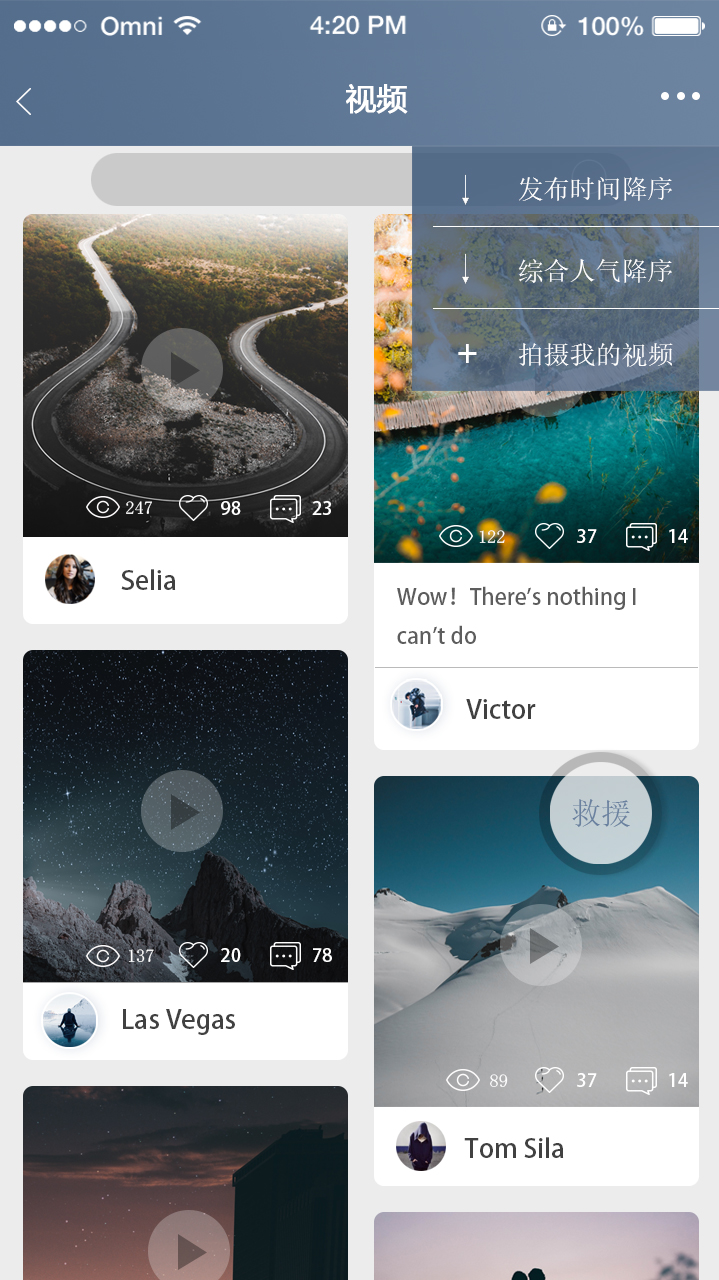 Omni 4:20 PM 100%
视频
发布时间降序
综合人气降序
拍摄我的视频
247 98 23
Selia
122 37 14
Wow！There's nothing I
can't do
Victor
救援
137 20 78
Las Vegas
89 37 14
Tom Sila